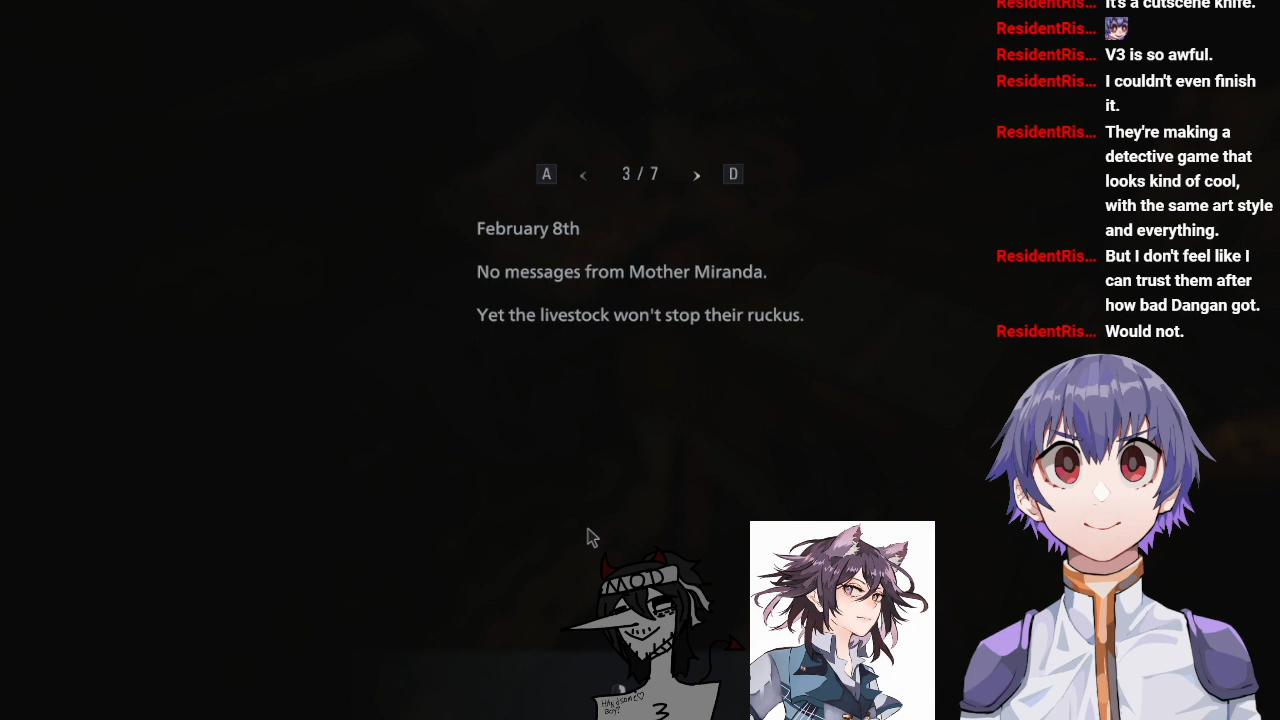 ResidentRis... It's a cutscene knife.
ResidentRis...
ResidentRis... V3 is so awful.
ResidentRis... I couldn't even finish
it.
ResidentRis... They're making a
detective game that
looks kind of cool,
with the same art style
and everything.
ResidentRis... But I don't feel like I
can trust them after
how bad Dangan got.
ResidentRis... Would not.
A < 3 / 7 > D
February 8th
No messages from Mother Miranda.
Yet the livestock won't stop their ruckus.
MOD
HANdsome♡
Boy?
3